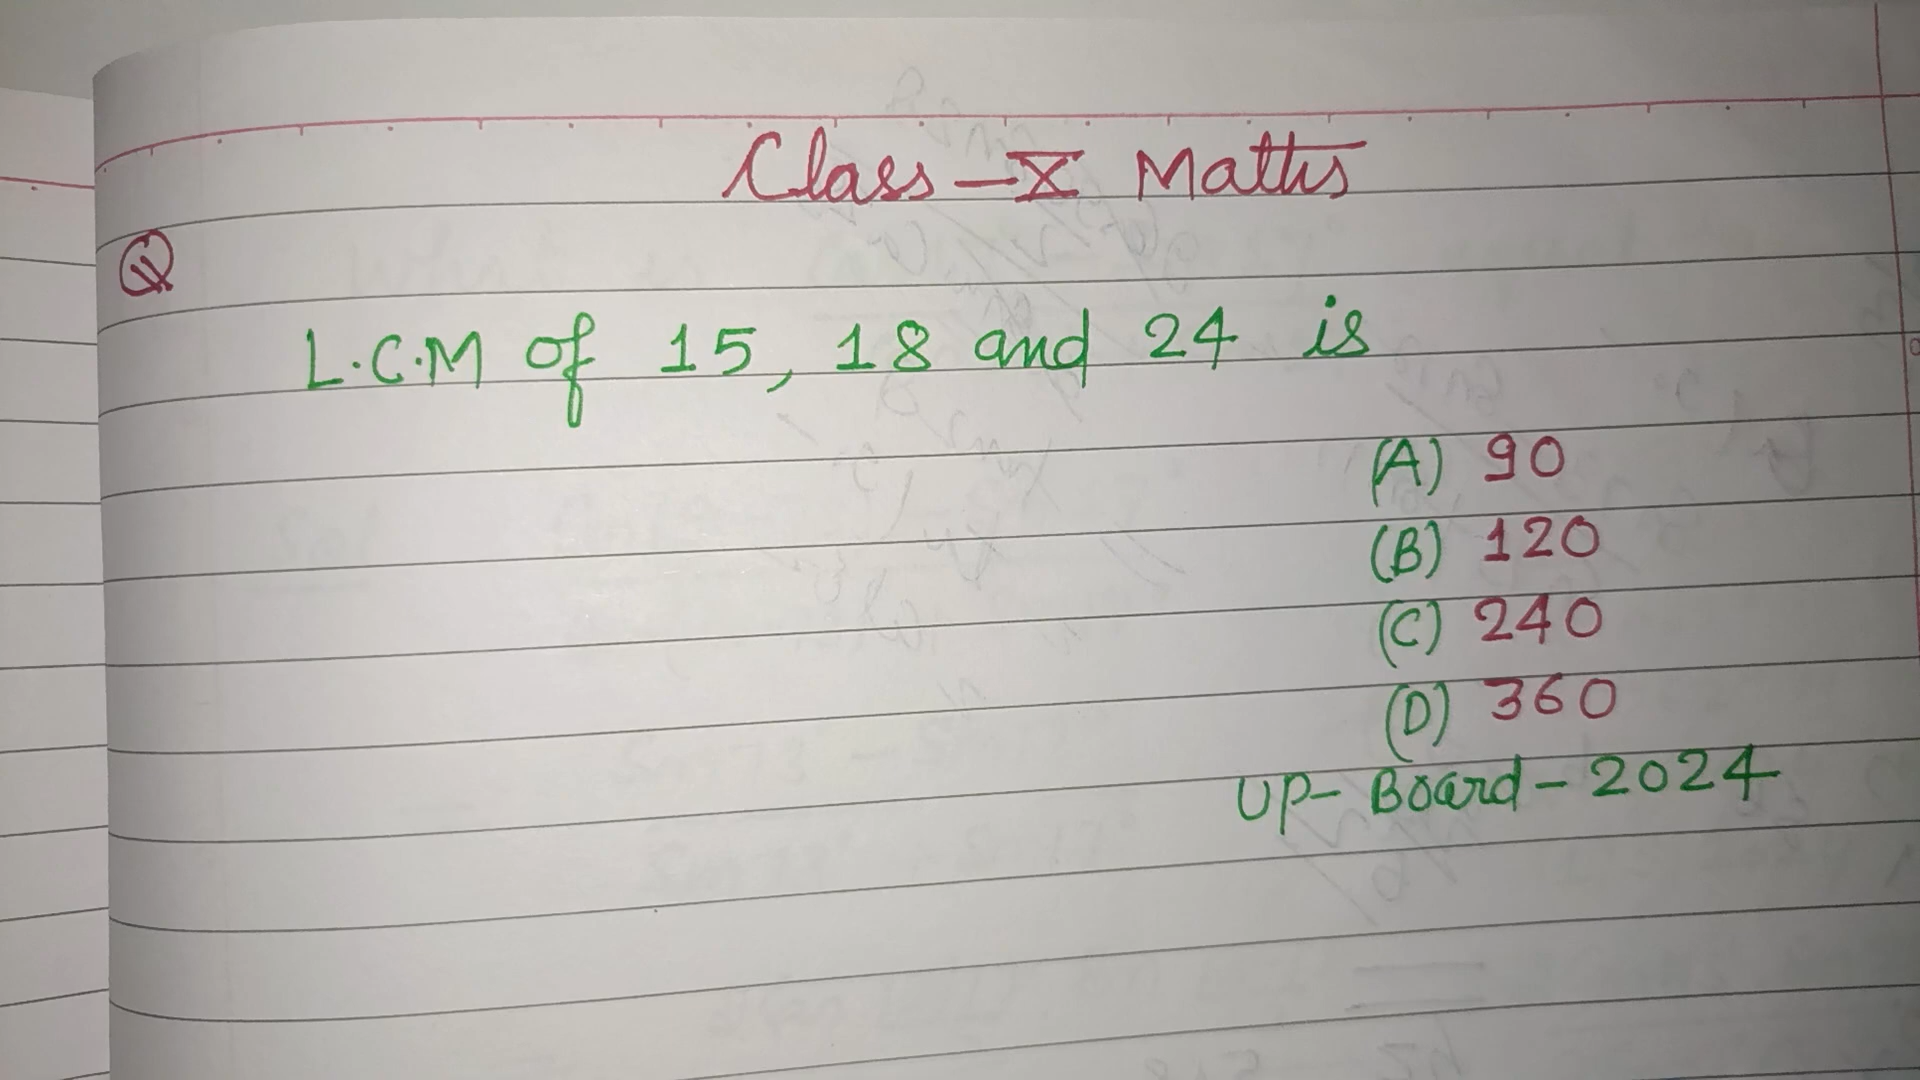 Class - X Maths
Q
L.C.M of 15, 18 and 24 is
(A) 90
(B) 120
(C) 240
(D) 360
UP- Board - 2024